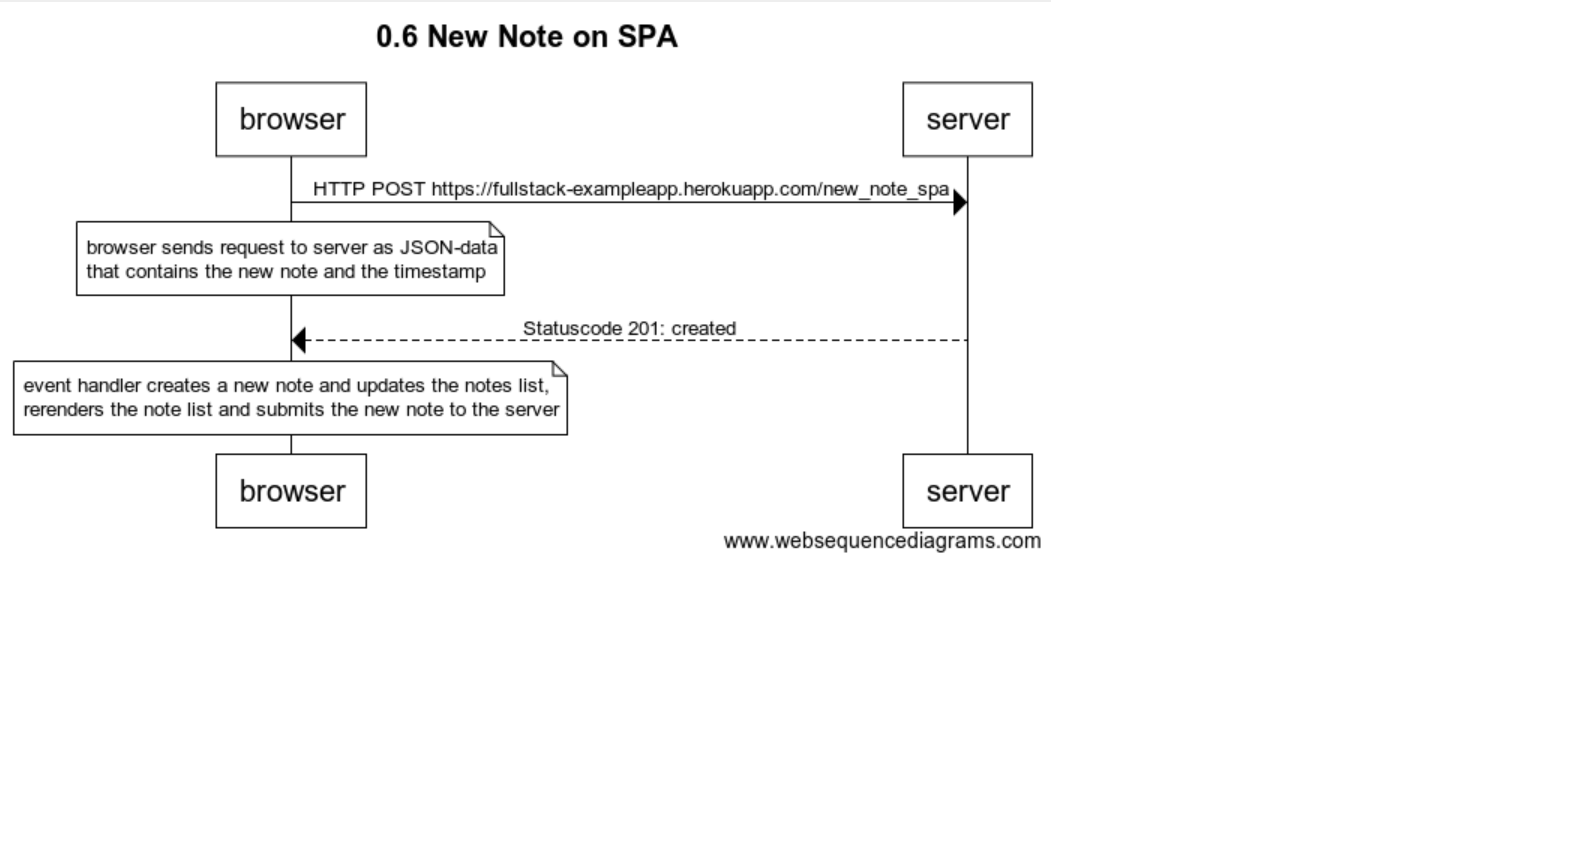 0.6 New Note on SPA
browser
server
HTTP POST https://fullstack-exampleapp.herokuapp.com/new_note_spa
browser sends request to server as JSON-data
that contains the new note and the timestamp
Statuscode 201: created
event handler creates a new note and updates the notes list,
rerenders the note list and submits the new note to the server
browser
server
www.websequencediagrams.com